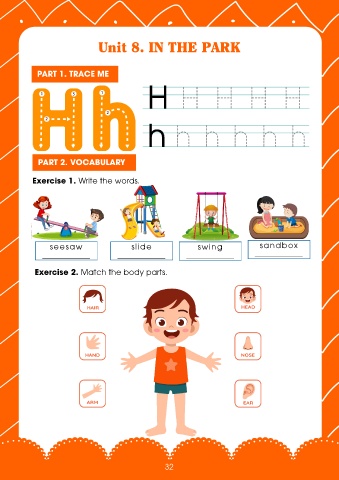 Unit 8. IN THE PARK
PART 1. TRACE ME
Hh
H H H H H H
h h h h h h
PART 2. VOCABULARY
Exercise 1. Write the words.
seesaw slide swing sandbox
Exercise 2. Match the body parts.
HAIR HEAD
HAND NOSE
ARM EAR
32